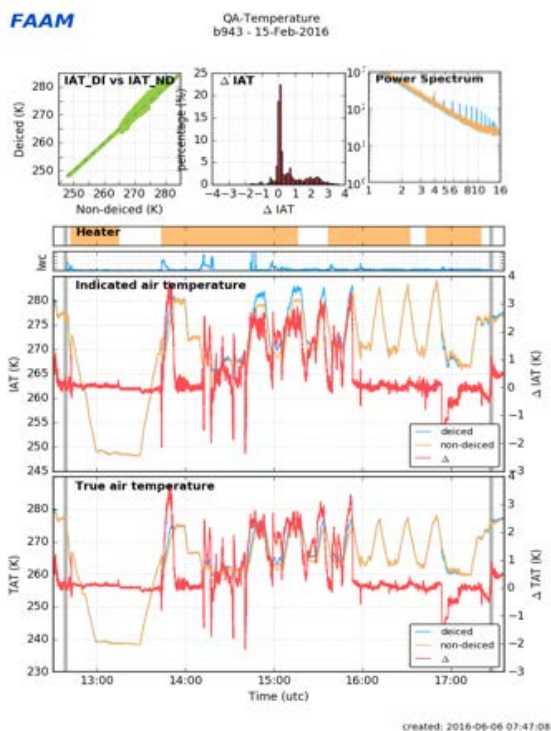 FAAM
QA-Temperature
b943 - 15-Feb-2016
IAT_DI vs IAT_ND
Δ IAT
Power Spectrum
Deiced (K)
280
270
260
250
250 260 270 280
Non-deiced (K)
percentage (%)
25
20
15
10
5
0
−4 −3 −2 −1 0 1 2 3 4
Δ IAT
10⁰
1 2 3 4 5 6 8 10 16
Heater
lwc
Indicated air temperature
IAT (K)
280
275
270
265
260
255
250
245
4
3
2
1
0
−1
−2
−3
Δ IAT (K)
deiced
non-deiced
Δ
True air temperature
TAT (K)
280
270
260
250
240
230
4
3
2
1
0
−1
−2
−3
Δ TAT (K)
deiced
non-deiced
Δ
13:00 14:00 15:00 16:00 17:00
Time (utc)
created: 2016-06-06 07:47:08